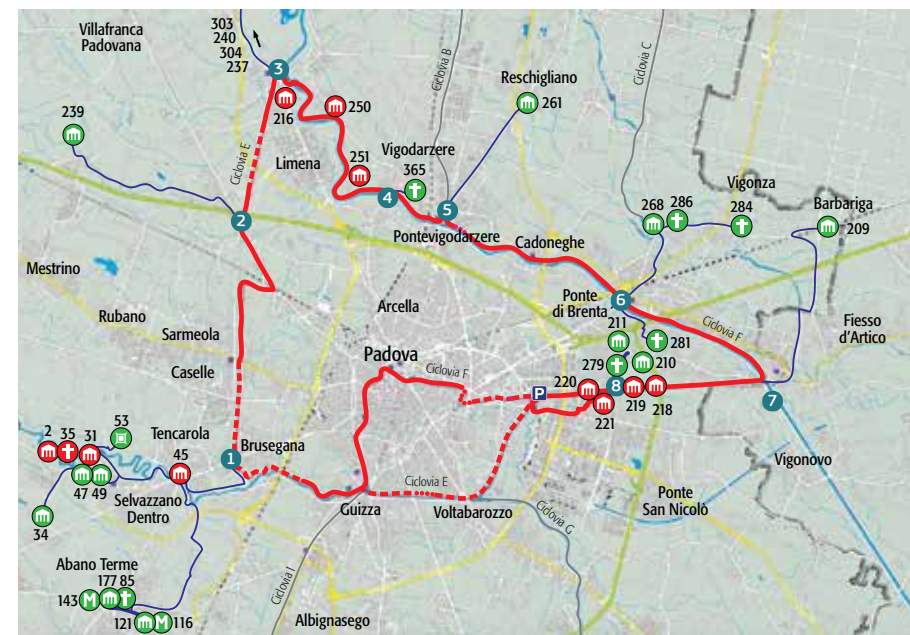 303
240
304
237
Villafranca
Padovana
3
216
250
Reschigliano
261
Ciclovia B
Ciclovia C
239
Ciclovia E
Limena
251
Vigodarzere
365
4
5
Pontevigodarzere
268
286
Vigonza
284
Barbariga
209
2
Cadoneghe
Mestrino
Rubano
Sarmeola
Caselle
Arcella
Padova
Ciclovia F
Ponte
di Brenta
6
Ciclovia F
Fiesso
d'Artico
211
281
279
210
P
220
8
221
219
218
7
2
35
31
53
Tencarola
45
1
Brusegana
47
49
Selvazzano
Dentro
34
Guizza
Ciclovia E
Voltabarozzo
Ciclovia G
Ponte
San Nicolò
Vigonovo
Abano Terme
177
85
143
M
121
M
116
Ciclovia I
Albignasego